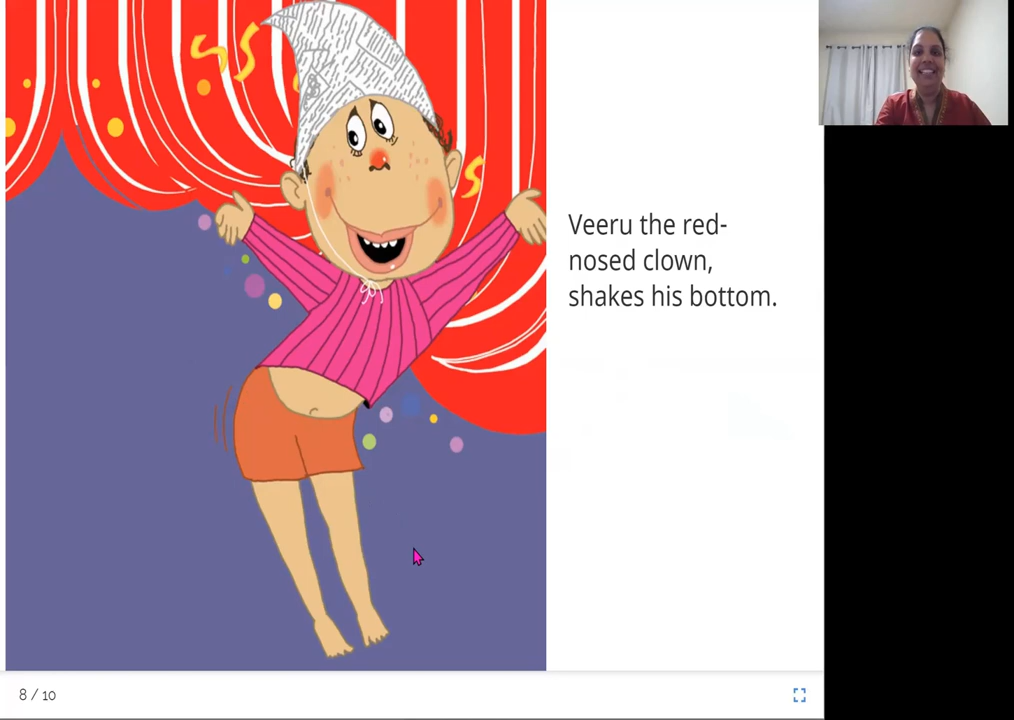 Veeru the red-
nosed clown,
shakes his bottom.
8 / 10